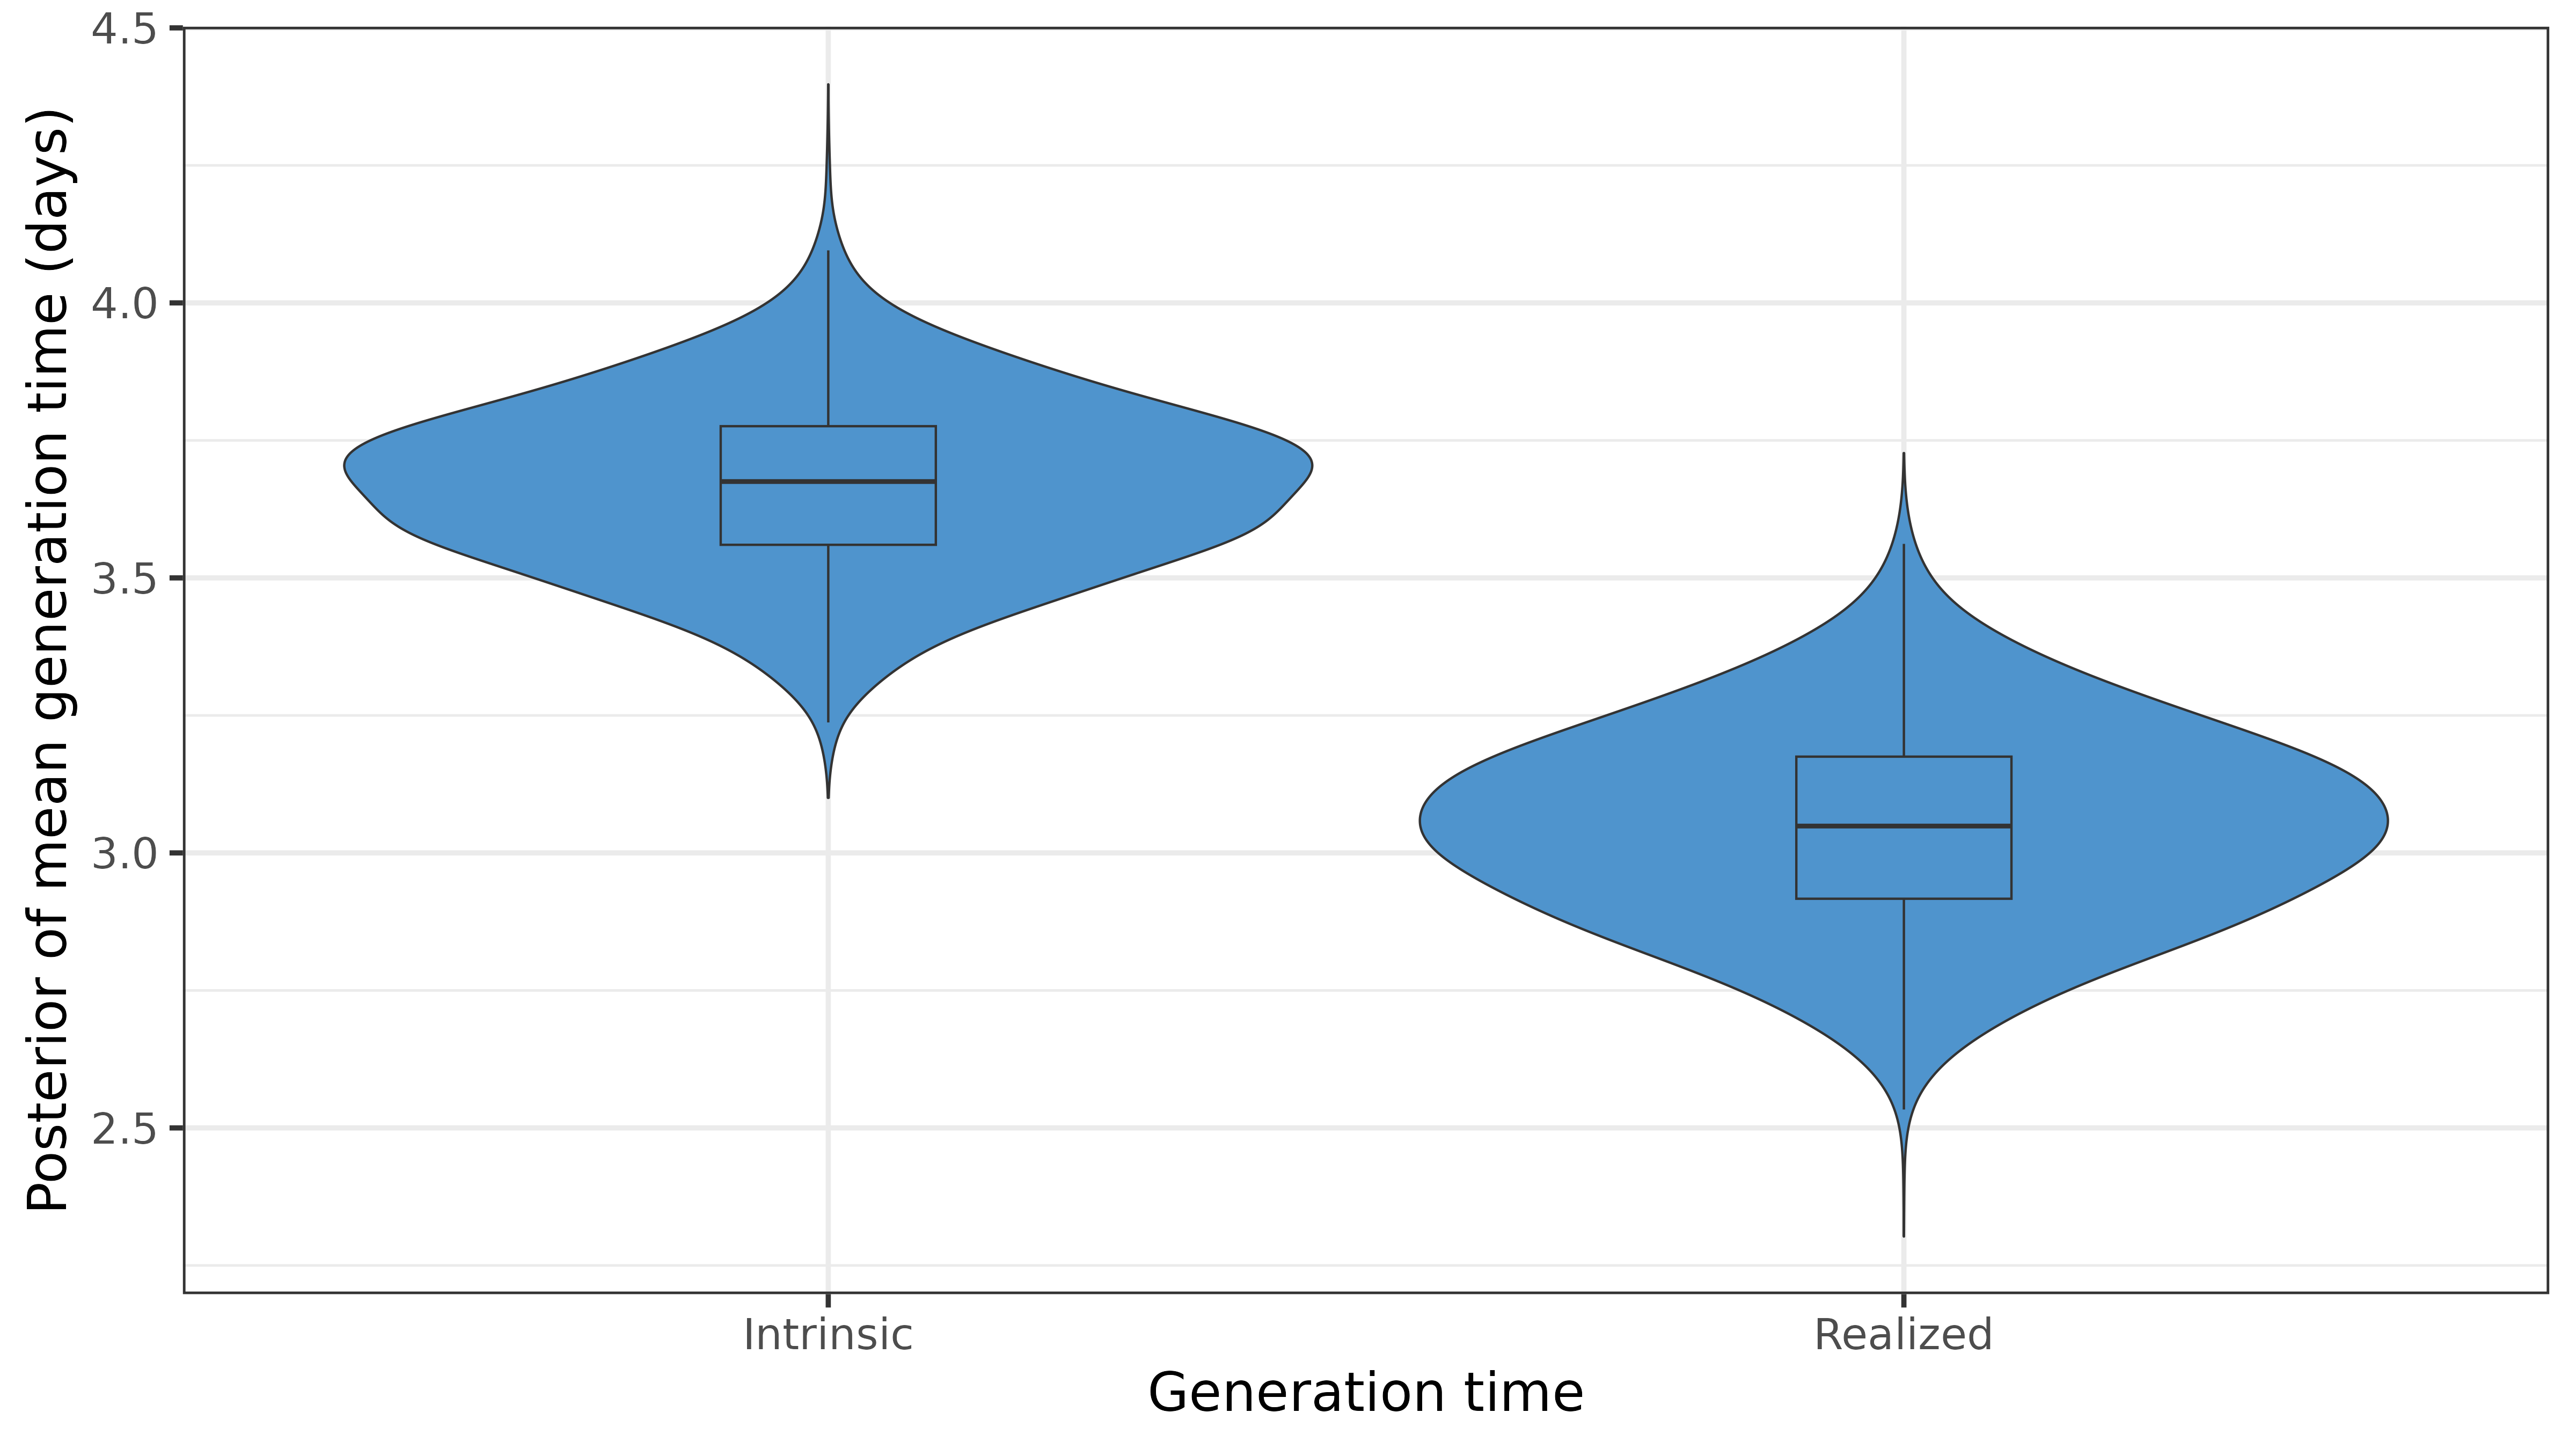 Posterior of mean generation time (days)
4.5
4.0
3.5
3.0
2.5
Intrinsic
Realized
Generation time